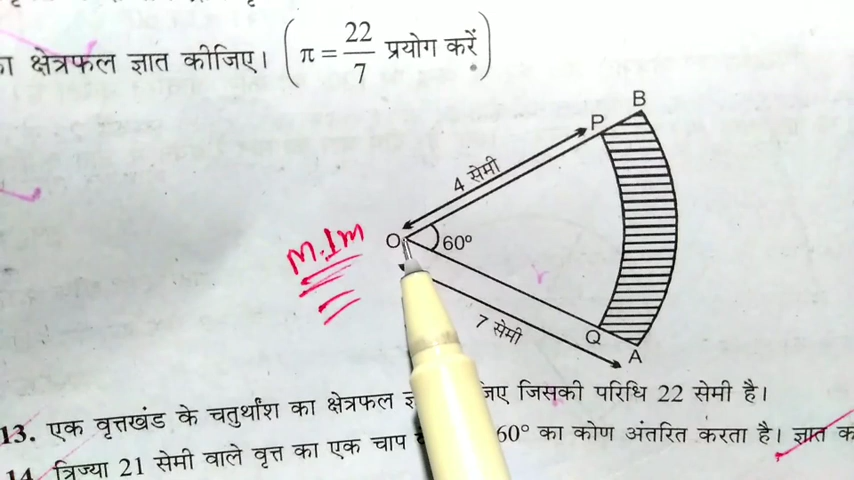 का क्षेत्रफल ज्ञात कीजिए। (π = 22/7 प्रयोग करें)
B
P
4 सेमी
M.Im
O
60°
7 सेमी
Q
A
13. एक वृत्तखंड के चतुर्थांश का क्षेत्रफल जिए जिसकी परिधि 22 सेमी है।
14. त्रिज्या 21 सेमी वाले वृत्त का एक चाप 60° का कोण अंतरित करता है। ज्ञात